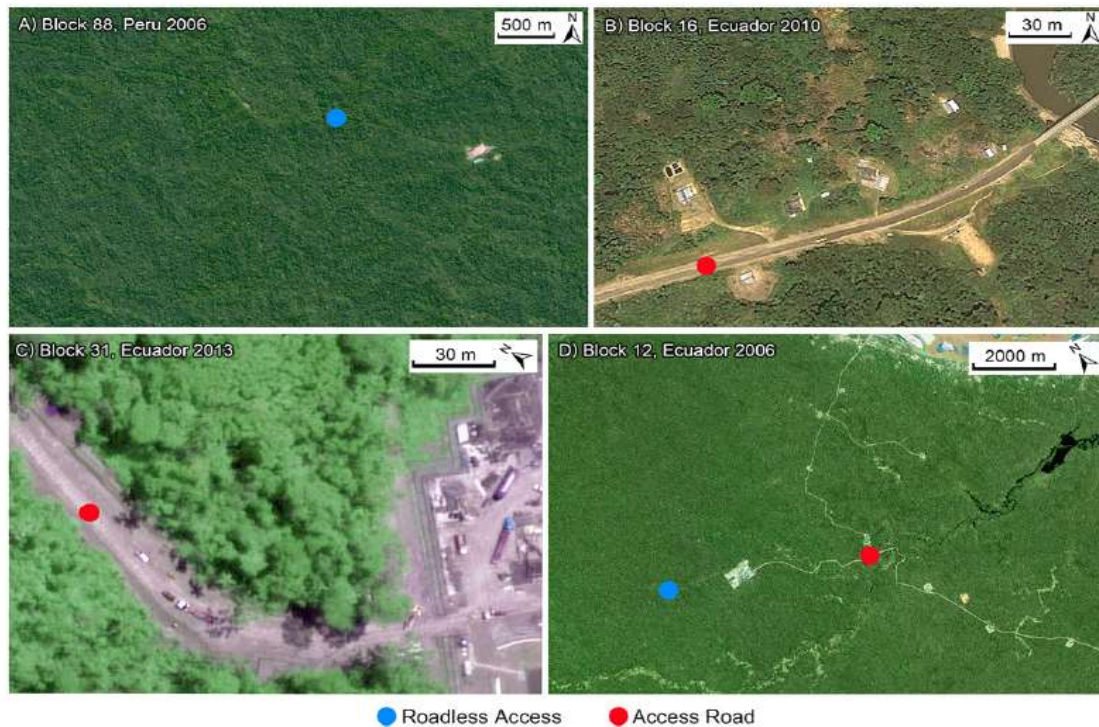 A) Block 88, Peru 2006
500 m
N
B) Block 16, Ecuador 2010
30 m
N
C) Block 31, Ecuador 2013
30 m
N
D) Block 12, Ecuador 2006
2000 m
N
Roadless Access
Access Road